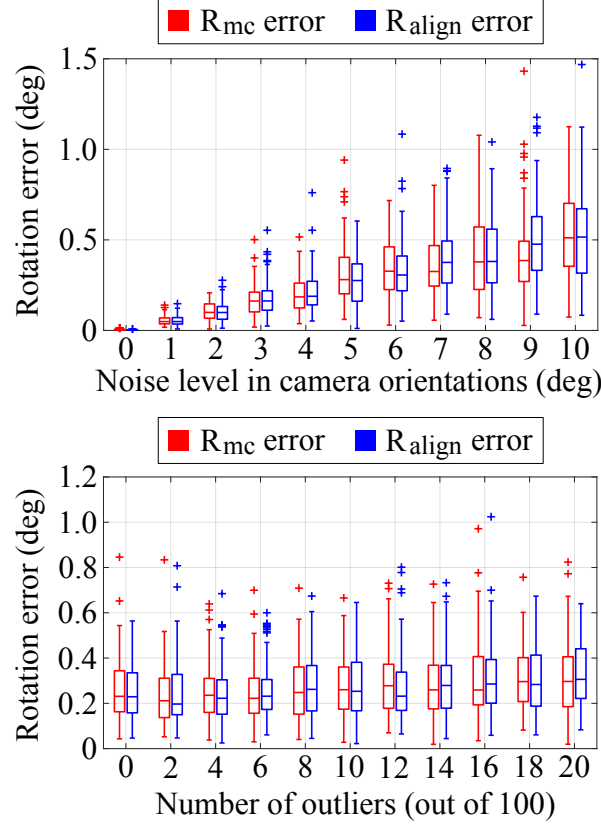 Rmc error Ralign error
Rotation error (deg)
1.5
1.0
0.5
0
0 1 2 3 4 5 6 7 8 9 10
Noise level in camera orientations (deg)
Rmc error Ralign error
Rotation error (deg)
1.2
1.0
0.8
0.6
0.4
0.2
0
0 2 4 6 8 10 12 14 16 18 20
Number of outliers (out of 100)